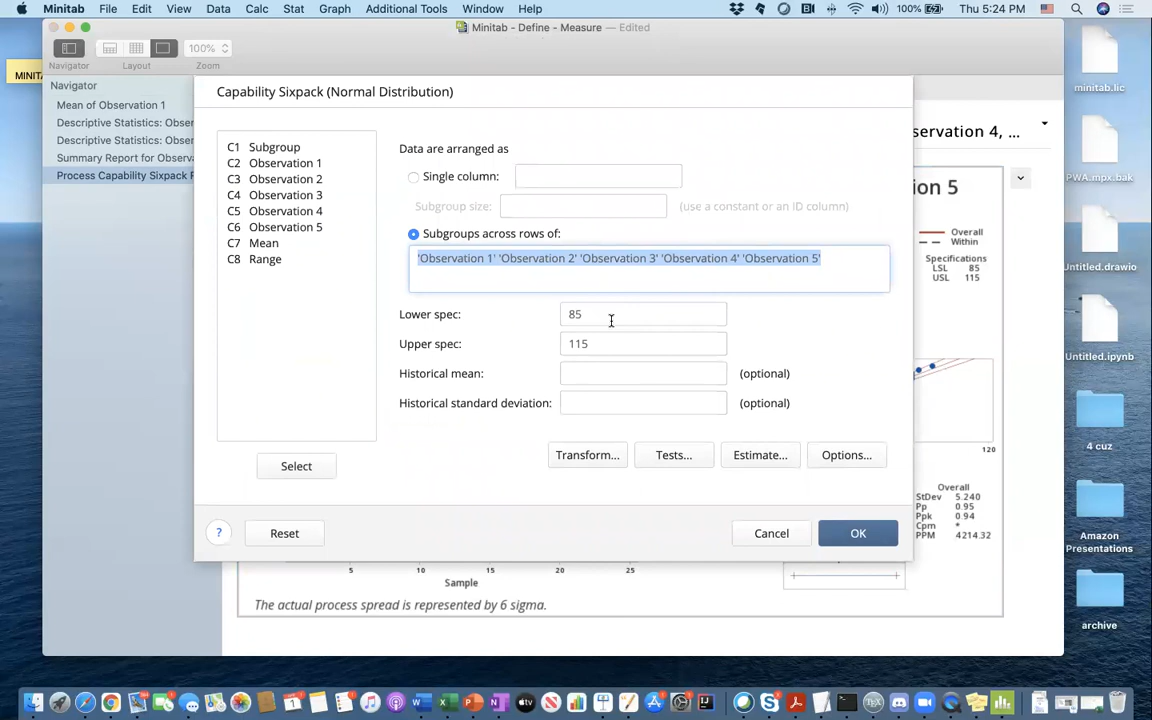 Minitab File Edit View Data Calc Stat Graph Additional Tools Window Help 100% Thu 5:24 PM
Minitab - Define - Measure — Edited
100%
Navigator Layout Zoom
MINIT
Navigator
Mean of Observation 1
Descriptive Statistics: Obser
Descriptive Statistics: Obser
Summary Report for Observa
Process Capability Sixpack R
Capability Sixpack (Normal Distribution)
C1 Subgroup
C2 Observation 1
C3 Observation 2
C4 Observation 3
C5 Observation 4
C6 Observation 5
C7 Mean
C8 Range
Select
Data are arranged as
Single column:
Subgroup size: (use a constant or an ID column)
Subgroups across rows of:
'Observation 1' 'Observation 2' 'Observation 3' 'Observation 4' 'Observation 5'
Lower spec: 85
Upper spec: 115
Historical mean: (optional)
Historical standard deviation: (optional)
Transform... Tests... Estimate... Options...
? Reset Cancel OK
servation 4, ...
ion 5
Overall
Within
Specifications
LSL 85
USL 115
120
Overall
StDev 5.240
Pp 0.95
Ppk 0.94
Cpm *
PPM 4214.32
5 10 15 20 25
Sample
The actual process spread is represented by 6 sigma.
minitab.lic
PWA.mpx.bak
Untitled.drawio
Untitled.ipynb
4 cuz
Amazon
Presentations
archive